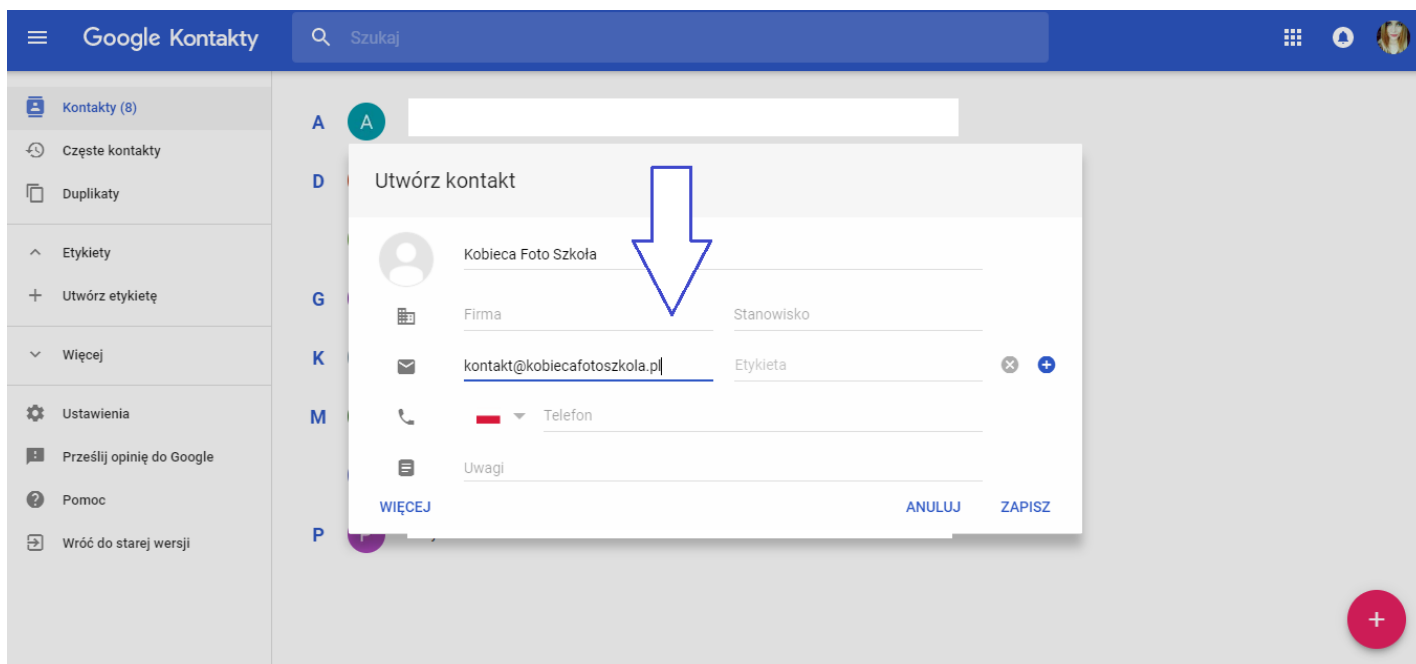 Google Kontakty
Szukaj
Kontakty (8)
Częste kontakty
Duplikaty
Etykiety
Utwórz etykietę
Więcej
Ustawienia
Prześlij opinię do Google
Pomoc
Wróć do starej wersji
A A
D
G
K
M
P
Utwórz kontakt
Kobieca Foto Szkoła
Firma Stanowisko
kontakt@kobiecafotoszkola.pl Etykieta
Telefon
Uwagi
WIĘCEJ ANULUJ ZAPISZ